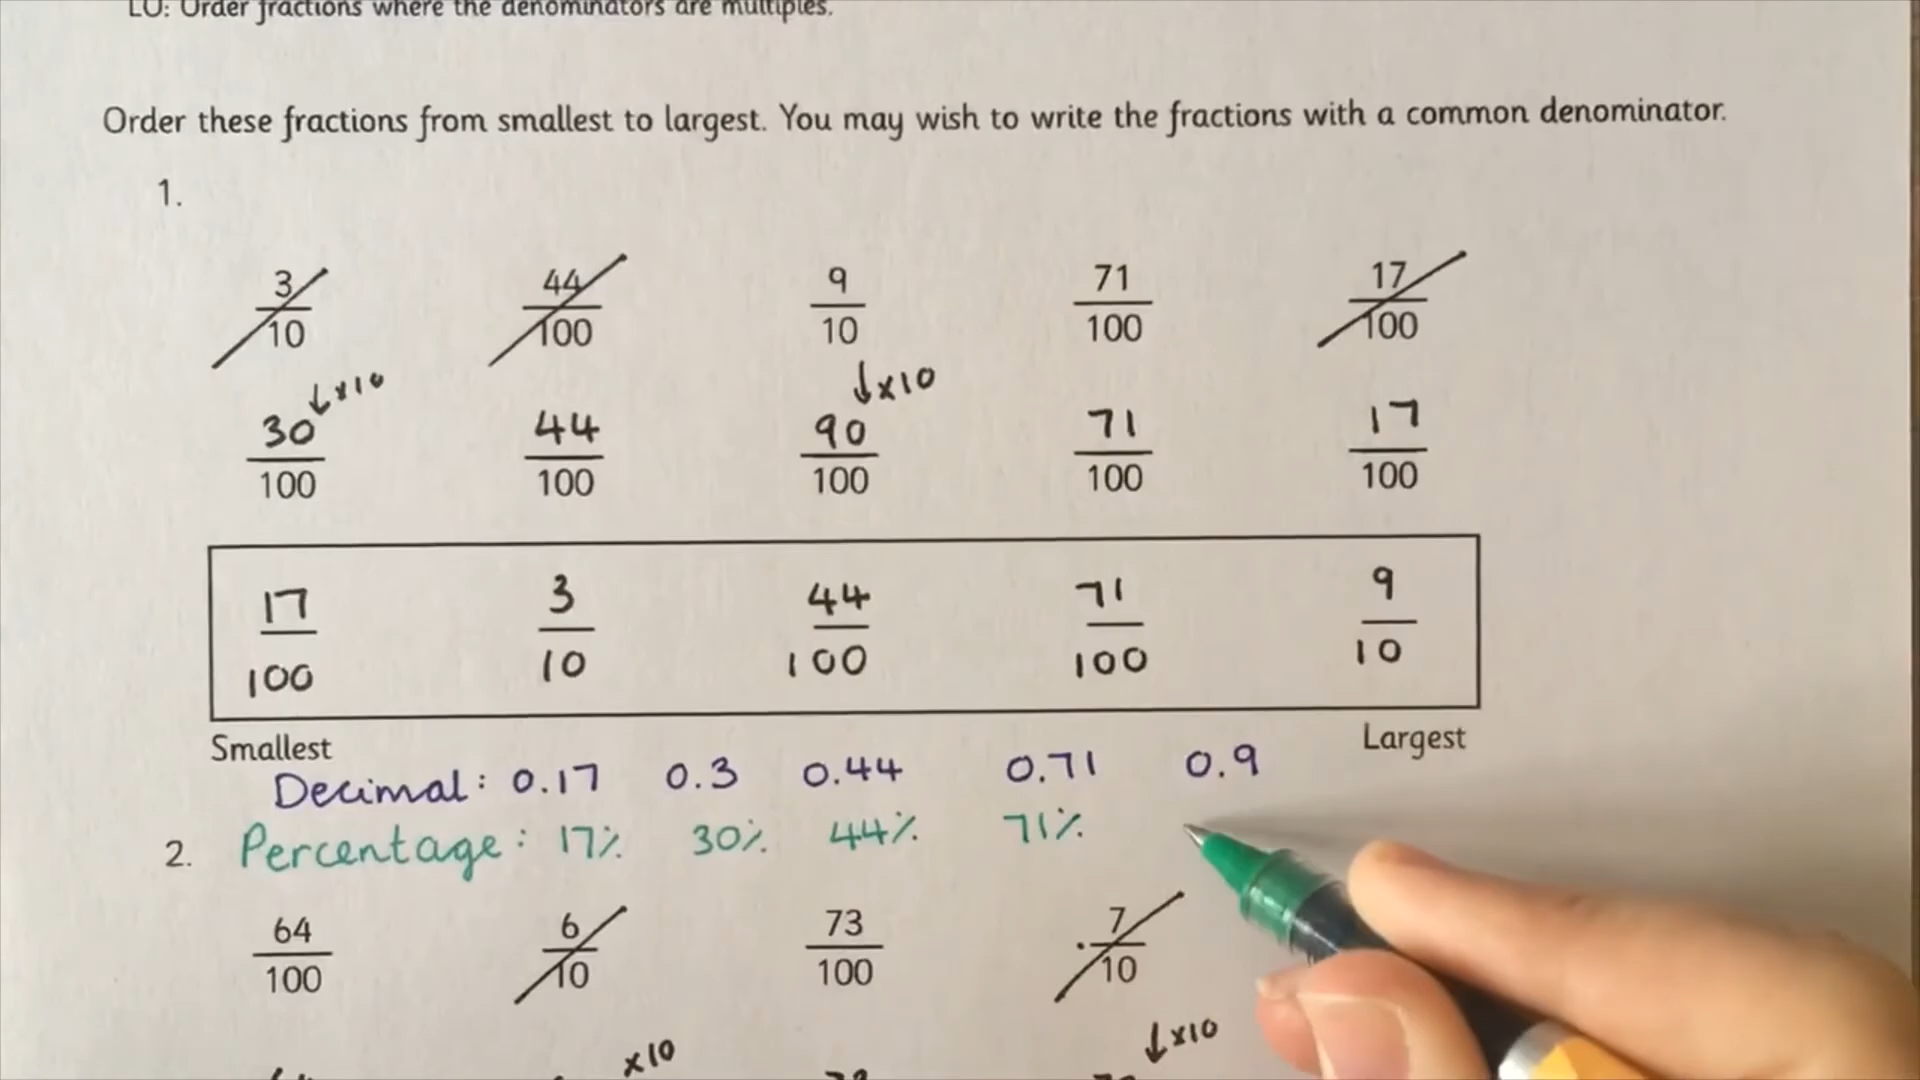 LO: Order fractions where the denominators are multiples.
Order these fractions from smallest to largest. You may wish to write the fractions with a common denominator.
1.
3/10 44/100 9/10 71/100 17/100
↓×10 ↓×10
30/100 44/100 90/100 71/100 17/100
17/100 3/10 44/100 71/100 9/10
Smallest Largest
Decimal: 0.17 0.3 0.44 0.71 0.9
2. Percentage: 17% 30% 44% 71%
64/100 6/10 73/100 7/10
×10 ↓×10